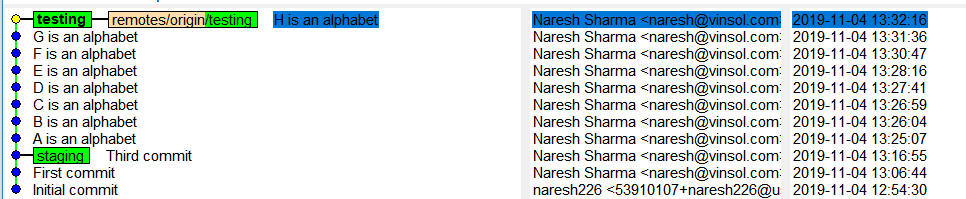 testing remotes/origin/testing H is an alphabet Naresh Sharma <naresh@vinsol.com> 2019-11-04 13:32:16
G is an alphabet Naresh Sharma <naresh@vinsol.com> 2019-11-04 13:31:36
F is an alphabet Naresh Sharma <naresh@vinsol.com> 2019-11-04 13:30:47
E is an alphabet Naresh Sharma <naresh@vinsol.com> 2019-11-04 13:28:16
D is an alphabet Naresh Sharma <naresh@vinsol.com> 2019-11-04 13:27:41
C is an alphabet Naresh Sharma <naresh@vinsol.com> 2019-11-04 13:26:59
B is an alphabet Naresh Sharma <naresh@vinsol.com> 2019-11-04 13:26:04
A is an alphabet Naresh Sharma <naresh@vinsol.com> 2019-11-04 13:25:07
staging Third commit Naresh Sharma <naresh@vinsol.com> 2019-11-04 13:16:55
First commit Naresh Sharma <naresh@vinsol.com> 2019-11-04 13:06:44
Initial commit naresh226 <53910107+naresh226@u 2019-11-04 12:54:30